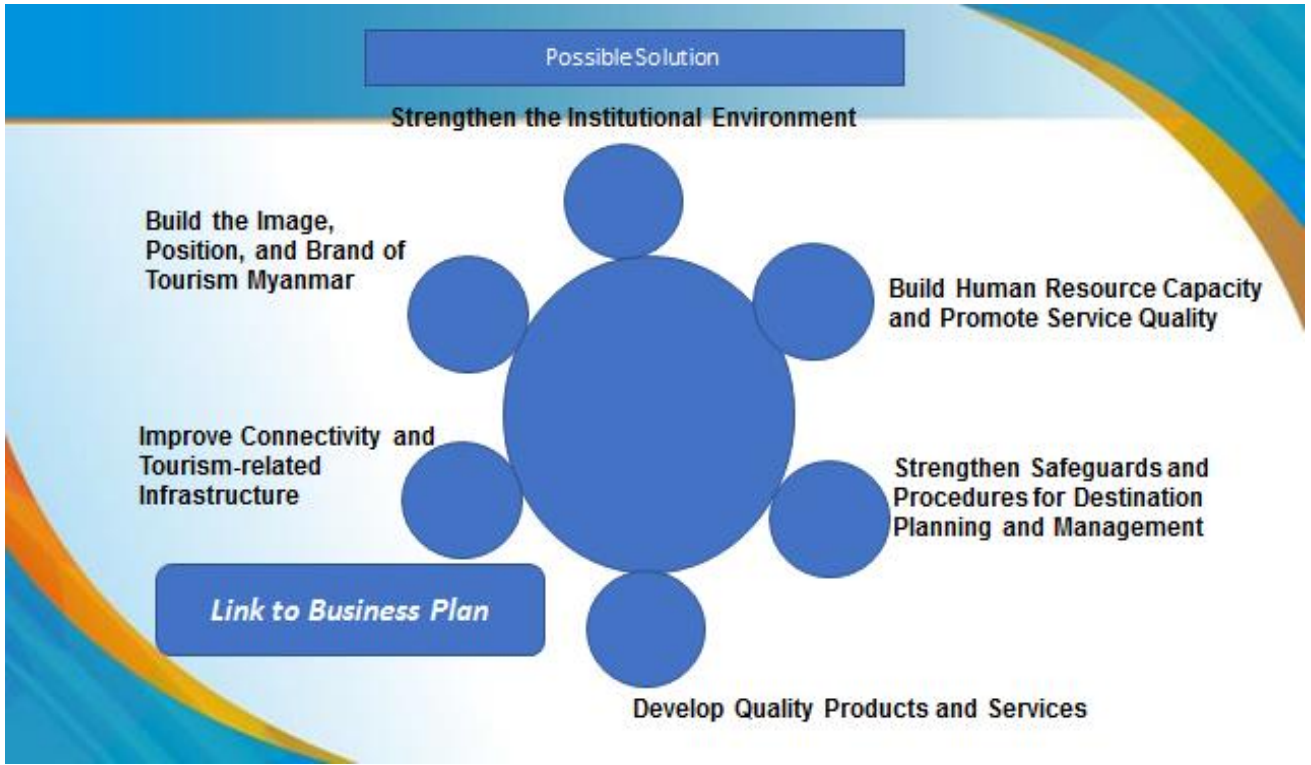 Possible Solution
Strengthen the Institutional Environment
Build the Image,
Position, and Brand of
Tourism Myanmar
Build Human Resource Capacity
and Promote Service Quality
Improve Connectivity and
Tourism-related
Infrastructure
Strengthen Safeguards and
Procedures for Destination
Planning and Management
Link to Business Plan
Develop Quality Products and Services